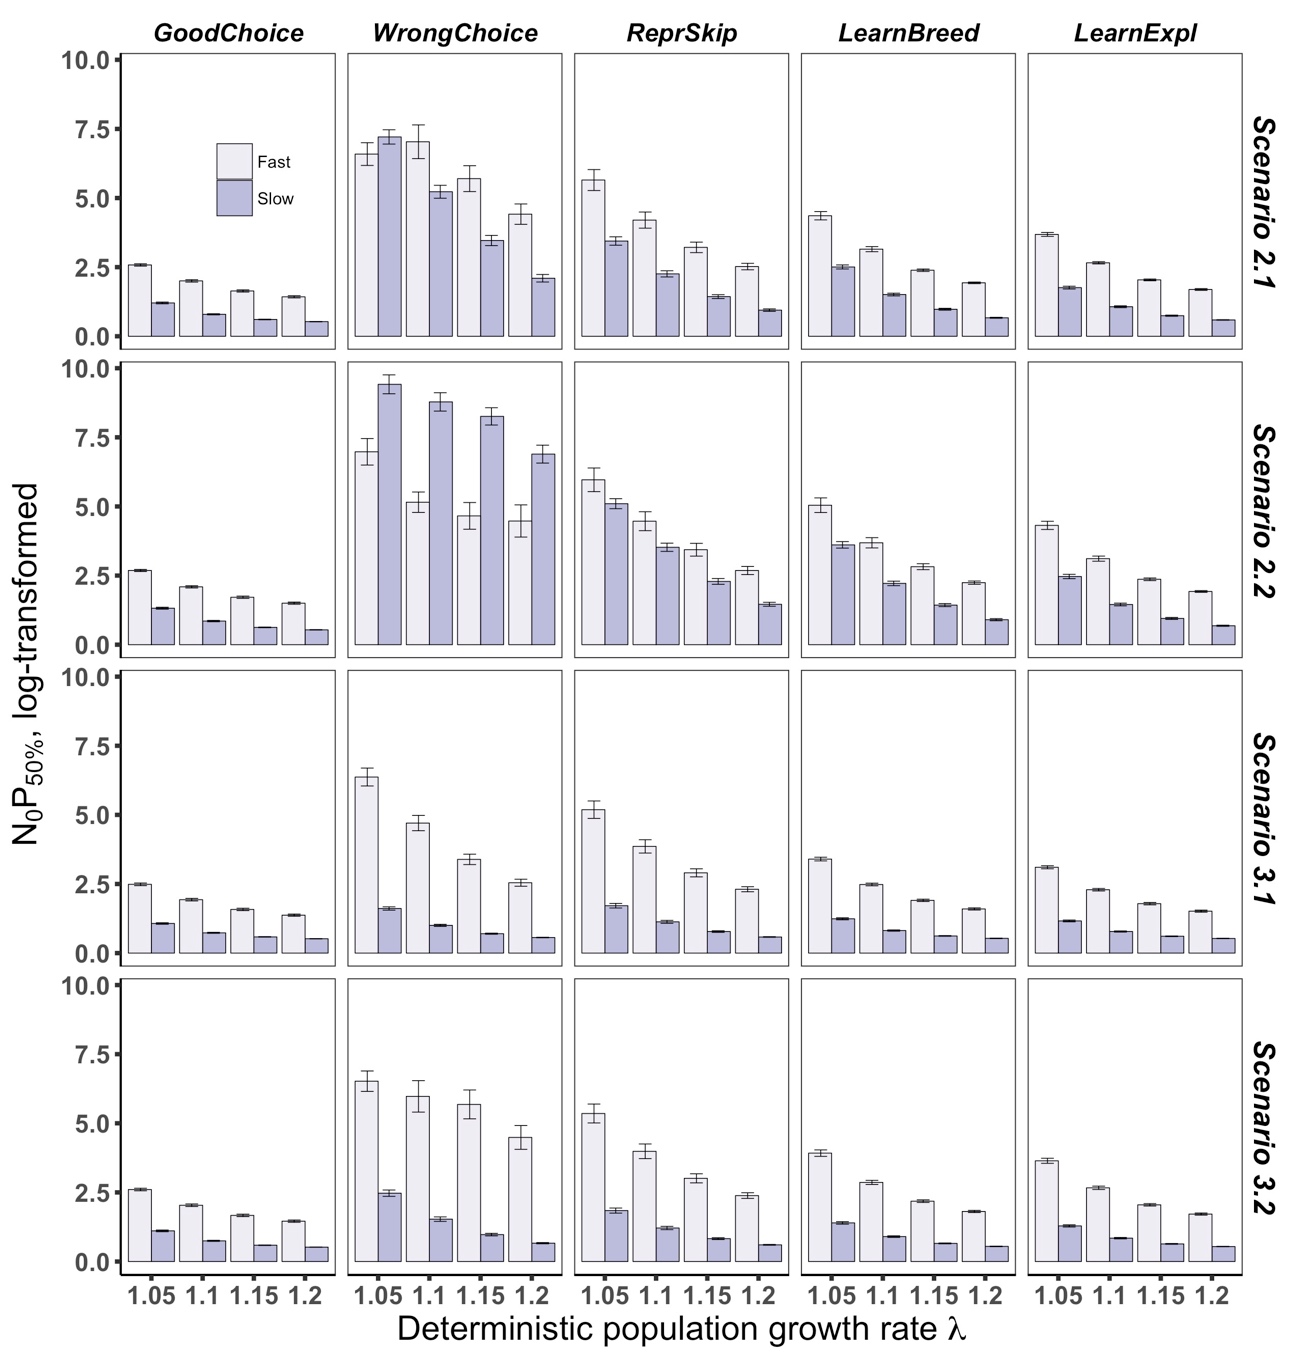 GoodChoice WrongChoice ReprSkip LearnBreed LearnExpl
10.0
7.5
5.0
2.5
0.0
Fast
Slow
Scenario 2.1
10.0
7.5
5.0
2.5
0.0
Scenario 2.2
10.0
7.5
5.0
2.5
0.0
Scenario 3.1
10.0
7.5
5.0
2.5
0.0
Scenario 3.2
N₀P₅₀%, log-transformed
1.05 1.1 1.15 1.2 1.05 1.1 1.15 1.2 1.05 1.1 1.15 1.2 1.05 1.1 1.15 1.2 1.05 1.1 1.15 1.2
Deterministic population growth rate λ